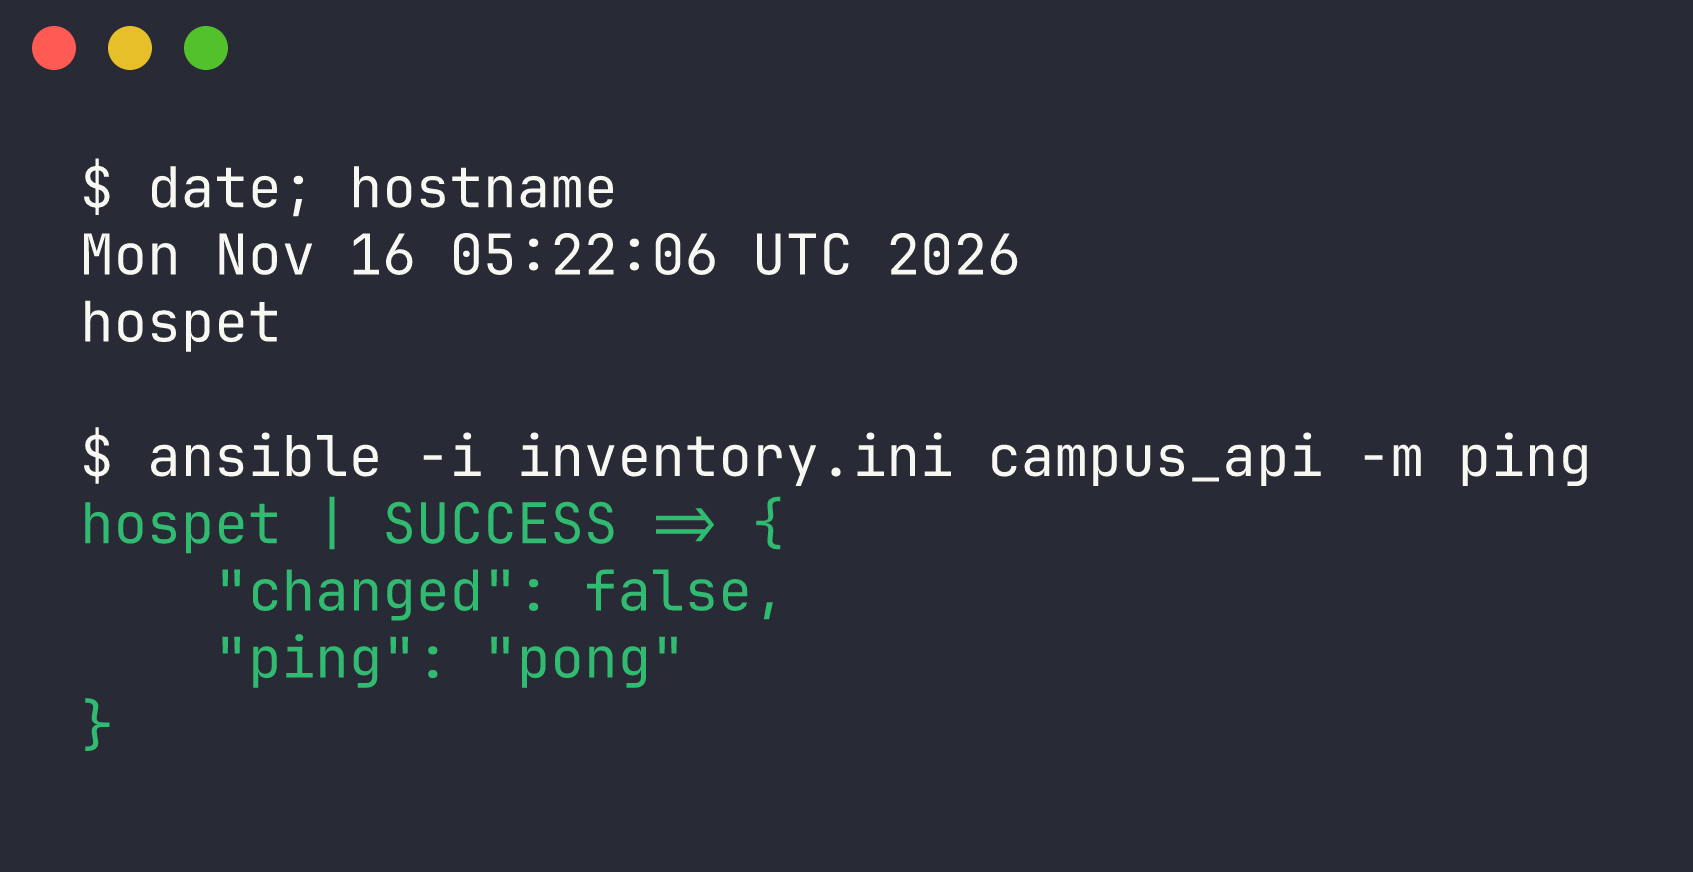 $ date; hostname
Mon Nov 16 05:22:06 UTC 2026
hospet

$ ansible -i inventory.ini campus_api -m ping
hospet | SUCCESS => {
    "changed": false,
    "ping": "pong"
}